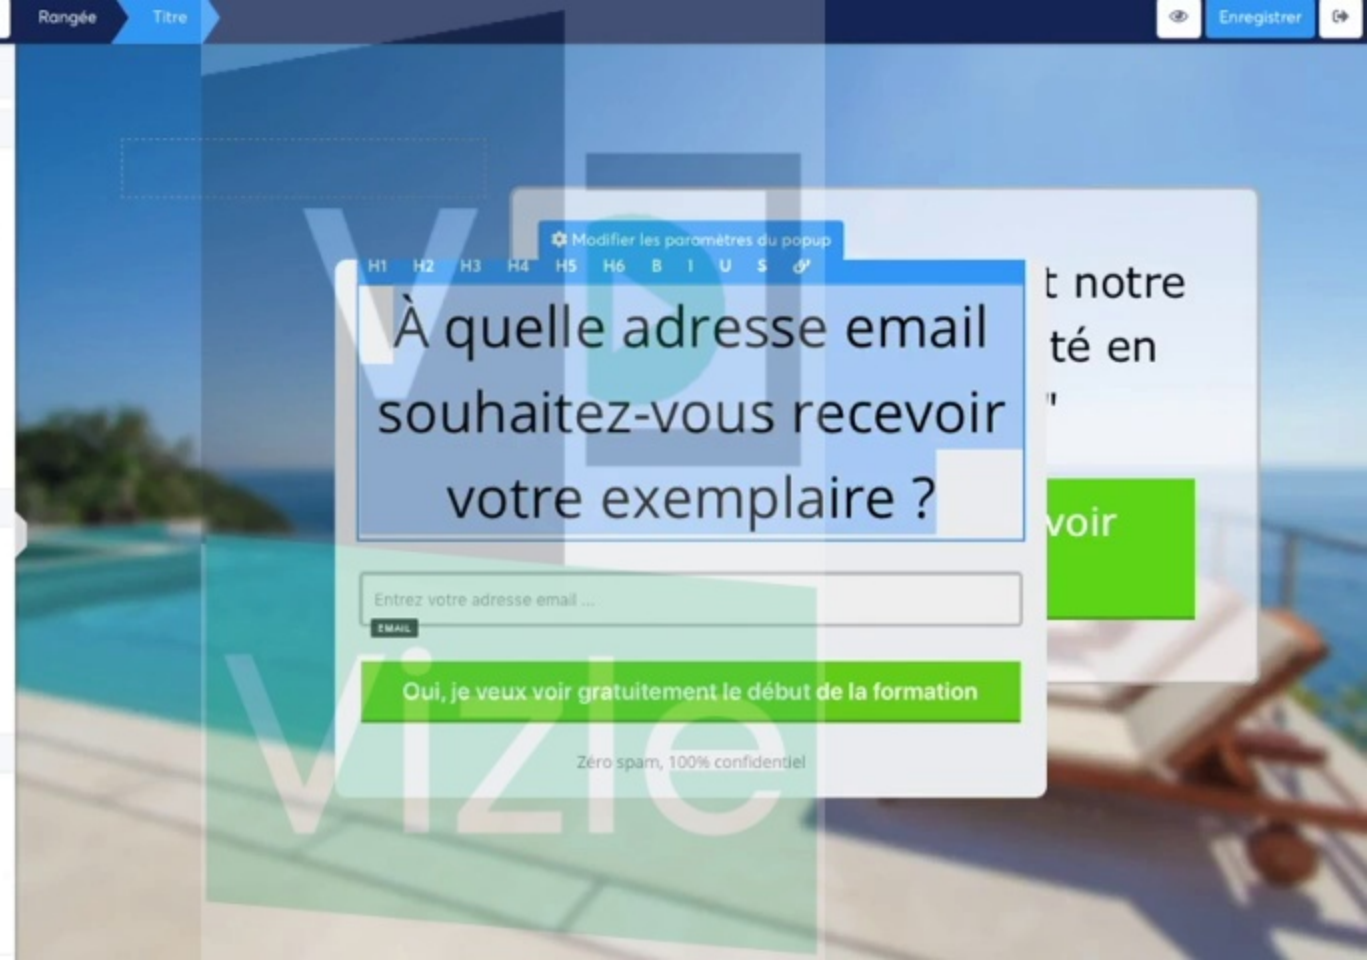 Rangée
Titre
Enregistrer
Modifier les paramètres du popup
H1 H2 H3 H4 H5 H6 B I U S
À quelle adresse email
souhaitez-vous recevoir
votre exemplaire ?
t notre
té en
"
voir
Entrez votre adresse email ...
EMAIL
Oui, je veux voir gratuitement le début de la formation
Zéro spam, 100% confidentiel
V
Vizle